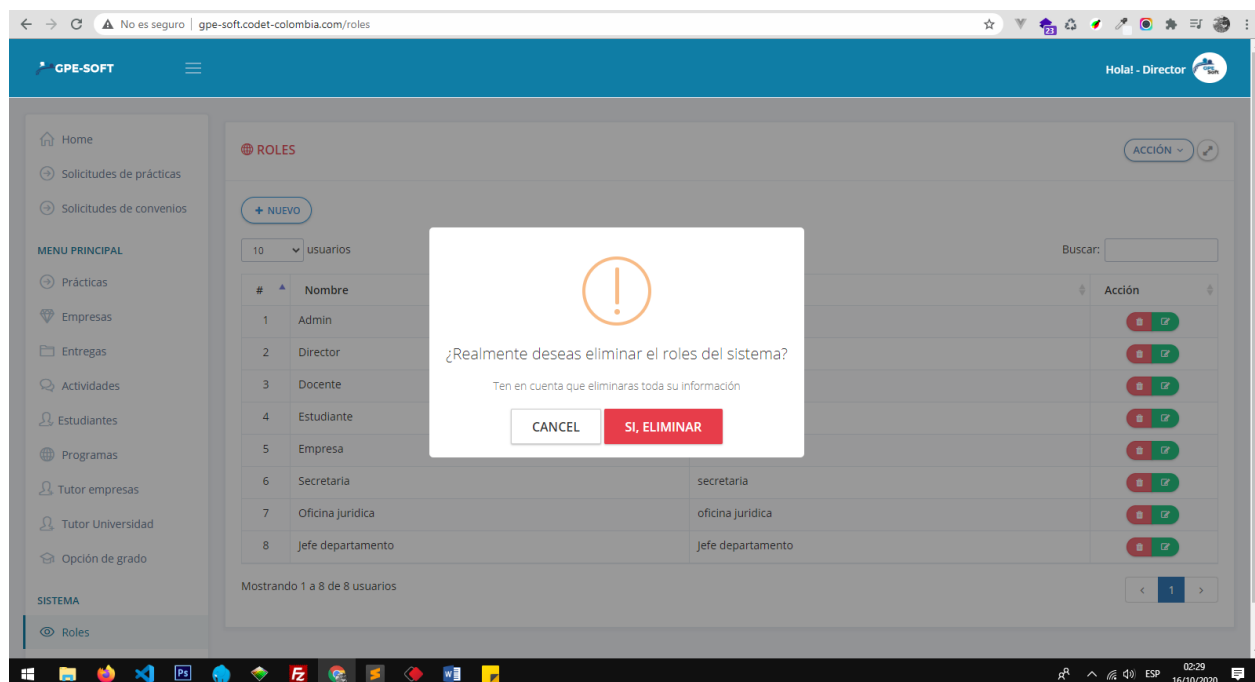 No es seguro | gpe-soft.codet-colombia.com/roles
23
GPE-SOFT
Hola! - Director
GPE
Soft
Home
Solicitudes de prácticas
Solicitudes de convenios
MENU PRINCIPAL
Prácticas
Empresas
Entregas
Actividades
Estudiantes
Programas
Tutor empresas
Tutor Universidad
Opción de grado
SISTEMA
Roles
ROLES
ACCIÓN
+ NUEVO
10 usuarios
Buscar:
# Nombre Acción
1 Admin
2 Director
3 Docente
4 Estudiante
5 Empresa
6 Secretaria secretaria
7 Oficina juridica oficina juridica
8 Jefe departamento Jefe departamento
Mostrando 1 a 8 de 8 usuarios
< 1 >
¿Realmente deseas eliminar el roles del sistema?
Ten en cuenta que eliminaras toda su información
CANCEL SI, ELIMINAR
Ps
Fz
ESP
02:29
16/10/2020